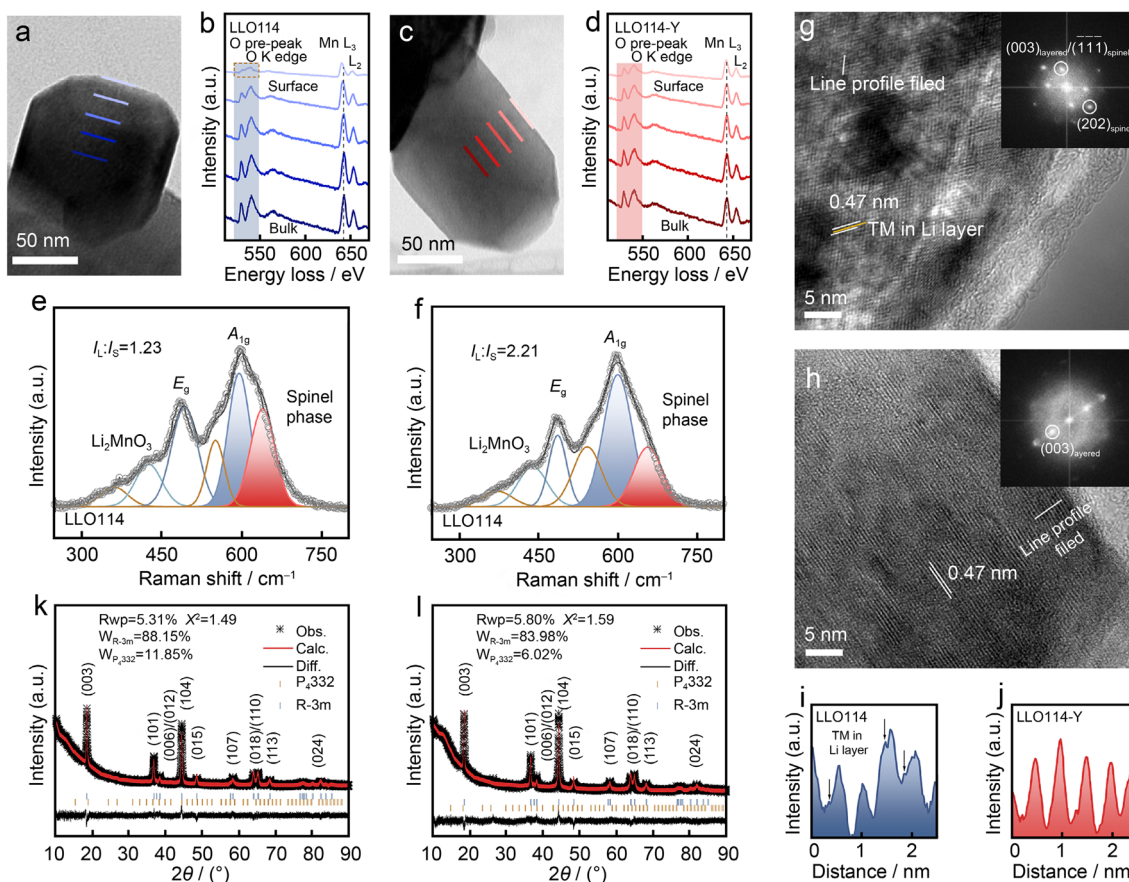 a
50 nm
b
LLO114
O pre-peak
O K edge
Mn L3
L2
Surface
Bulk
Intensity (a.u.)
550 600 650
Energy loss / eV
c
50 nm
d
LLO114-Y
O pre-peak
O K edge
Mn L3
L2
Surface
Bulk
Intensity (a.u.)
550 600 650
Energy loss / eV
g
Line profile filed
(003)layered/(̅1̅1̅1)spinel
(202)spinel
0.47 nm
TM in Li layer
5 nm
e
IL:IS=1.23
A1g
Eg
Spinel
phase
Li2MnO3
LLO114
Intensity (a.u.)
300 450 600 750
Raman shift / cm–1
f
IL:IS=2.21
A1g
Eg
Spinel
phase
Li2MnO3
LLO114
Intensity (a.u.)
300 450 600 750
Raman shift / cm–1
h
(003)ayered
Line profile
filed
0.47 nm
5 nm
k
Rwp=5.31% X2=1.49
WR-3m=88.15%
WP4332=11.85%
Obs.
Calc.
Diff.
P4332
R-3m
(003)
(101)
(006)/(012)
(104)
(015)
(107)
(018)/(110)
(113)
(024)
Intensity (a.u.)
10 20 30 40 50 60 70 80 90
2θ / (°)
l
Rwp=5.80% X2=1.59
WR-3m=83.98%
WP4332=6.02%
Obs.
Calc.
Diff.
P4332
R-3m
(003)
(101)
(006)/(012)
(104)
(015)
(107)
(018)/(110)
(113)
(024)
Intensity (a.u.)
10 20 30 40 50 60 70 80 90
2θ / (°)
i
LLO114
TM in
Li layer
Intensity (a.u.)
0 1 2
Distance / nm
j
LLO114-Y
Intensity (a.u.)
0 1 2
Distance / nm